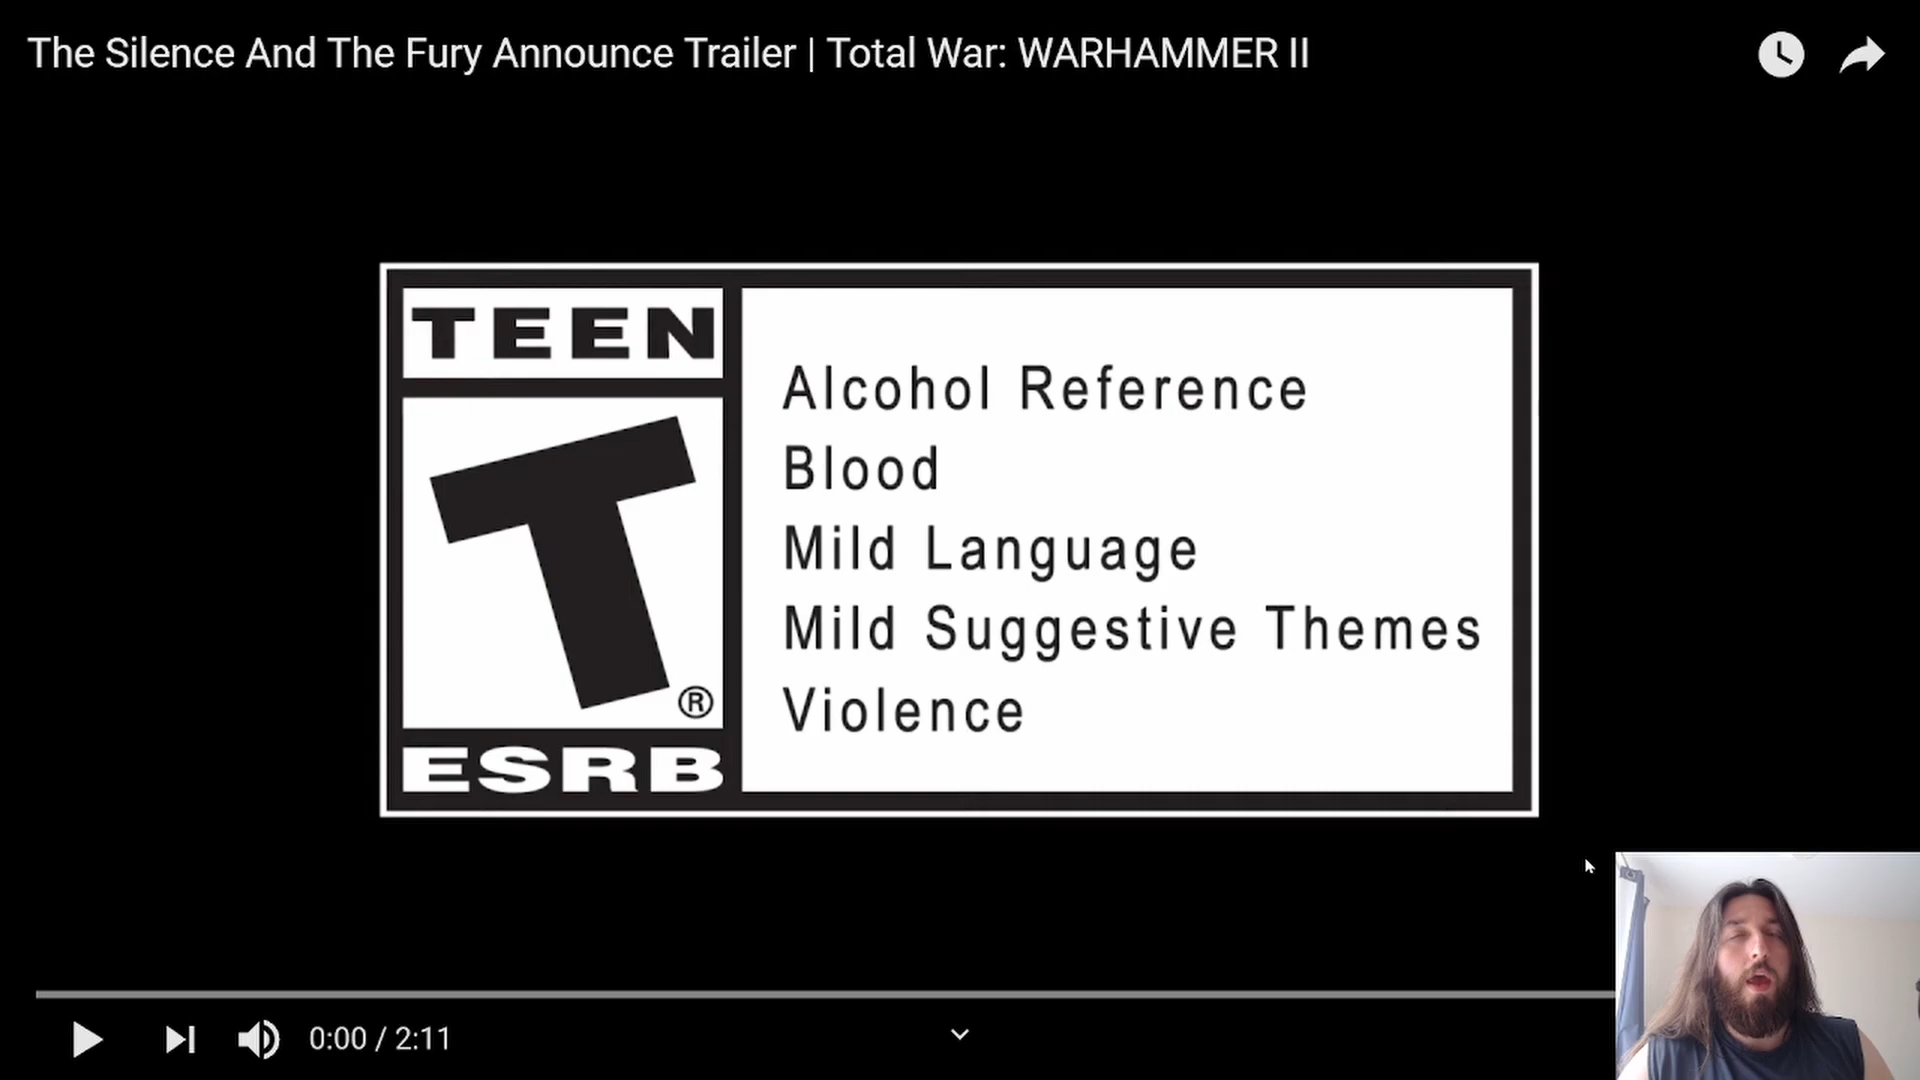 The Silence And The Fury Announce Trailer | Total War: WARHAMMER II
TEEN
T
®
ESRB
Alcohol Reference
Blood
Mild Language
Mild Suggestive Themes
Violence
0:00 / 2:11